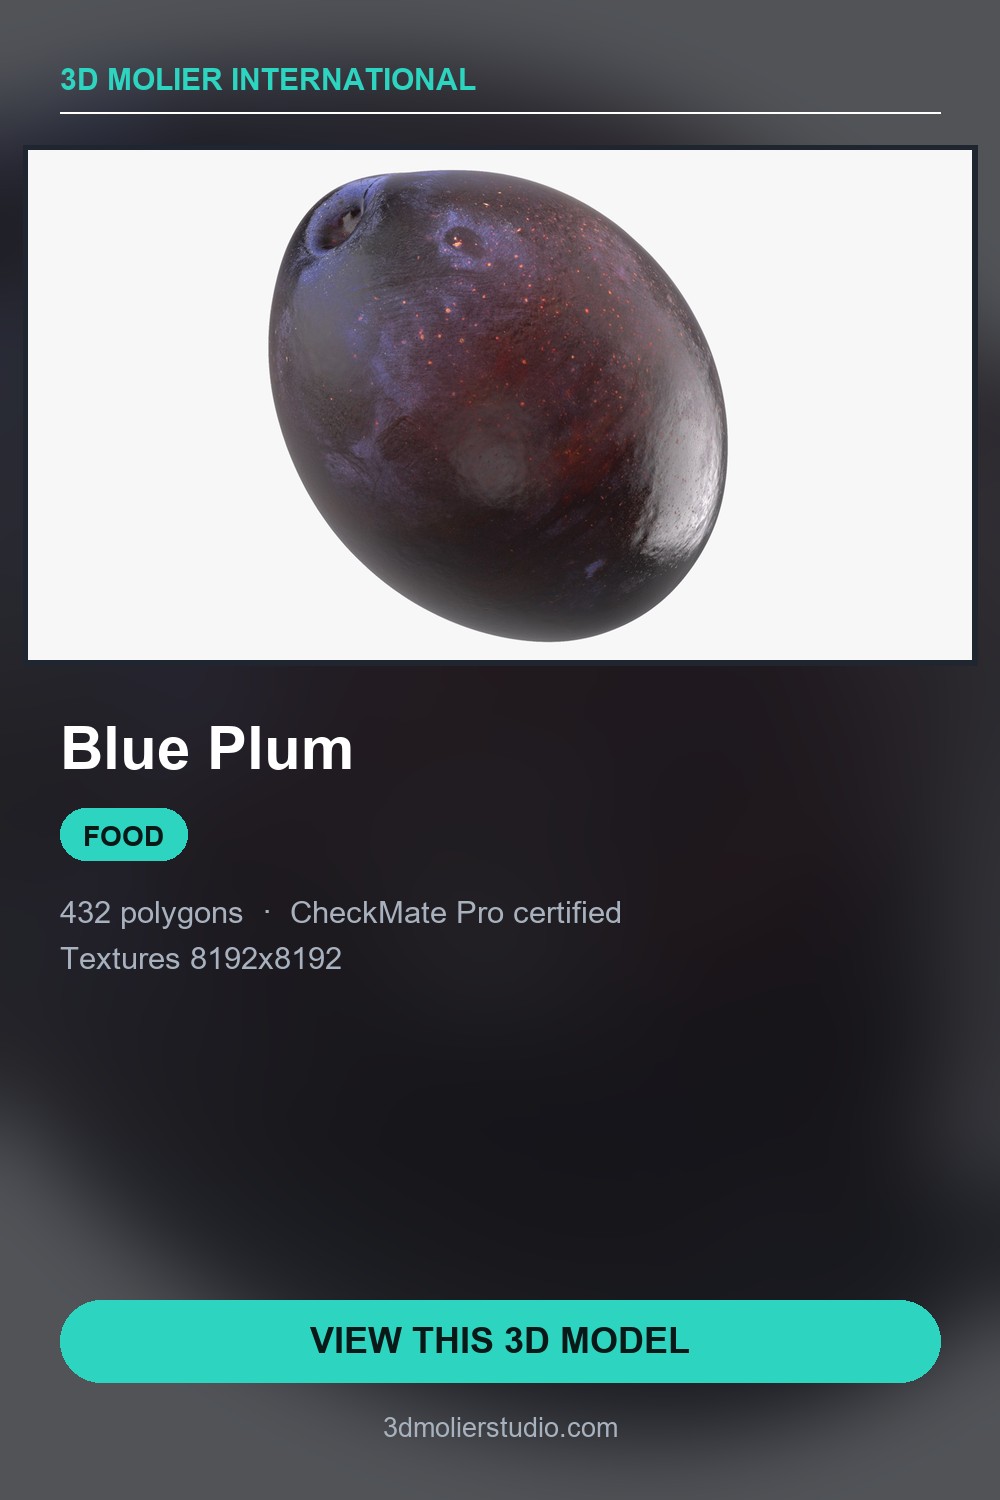 3D MOLIER INTERNATIONAL
Blue Plum
FOOD
432 polygons · CheckMate Pro certified
Textures 8192x8192
VIEW THIS 3D MODEL
3dmolierstudio.com